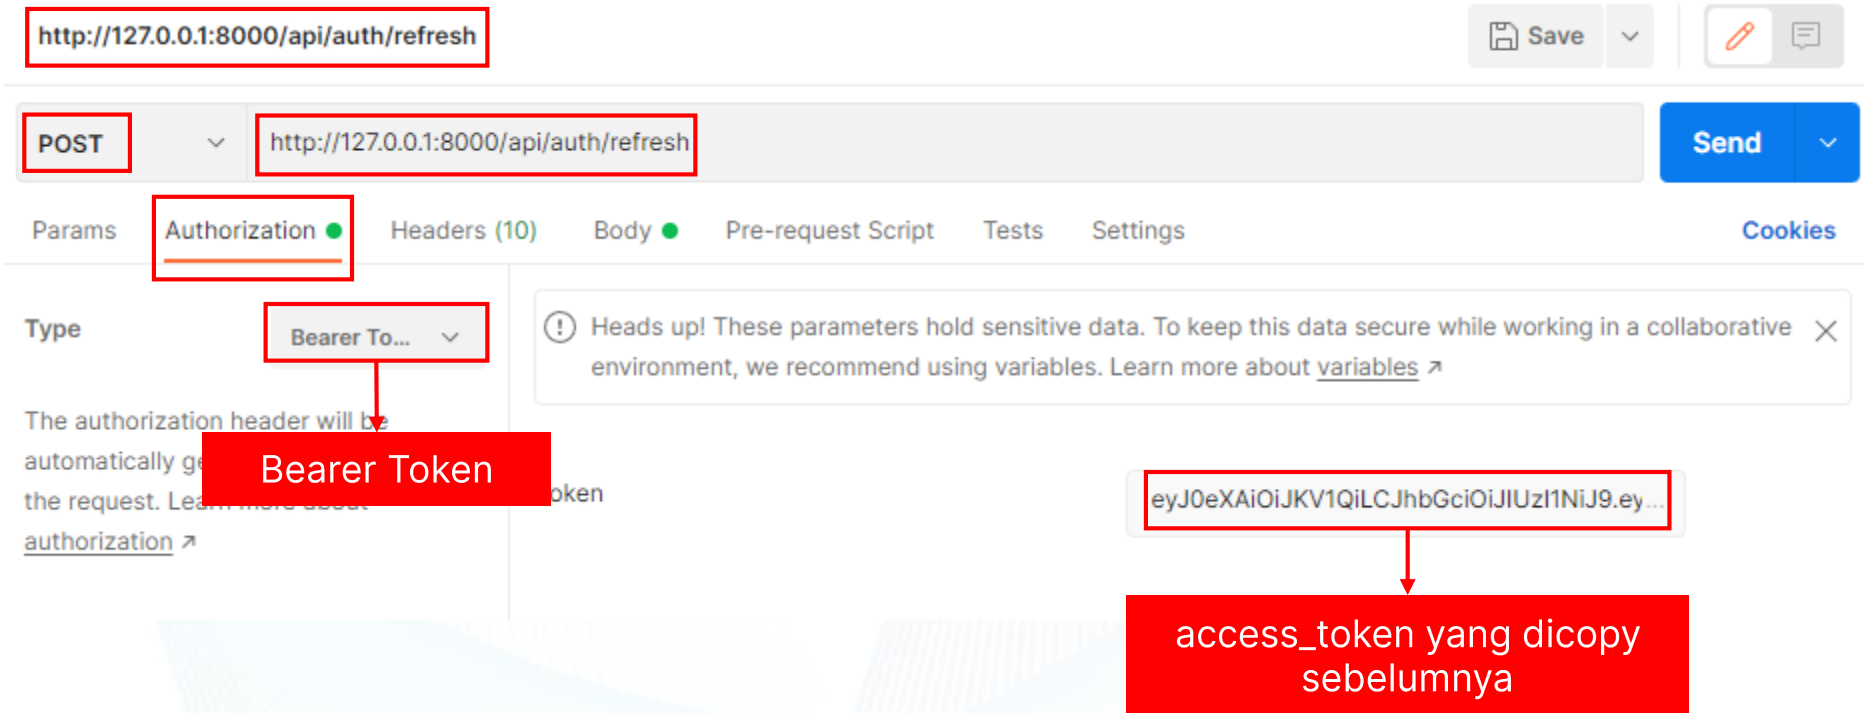 http://127.0.0.1:8000/api/auth/refresh
Save
POST
http://127.0.0.1:8000/api/auth/refresh
Send
Params
Authorization
Headers (10)
Body
Pre-request Script
Tests
Settings
Cookies
Type
Bearer To...
Heads up! These parameters hold sensitive data. To keep this data secure while working in a collaborative
environment, we recommend using variables. Learn more about variables ↗
The authorization header will be
automatically ge
the request. Learn more about
authorization ↗
Bearer Token
oken
eyJ0eXAiOiJKV1QiLCJhbGciOiJIUzI1NiJ9.ey...
access_token yang dicopy
sebelumnya